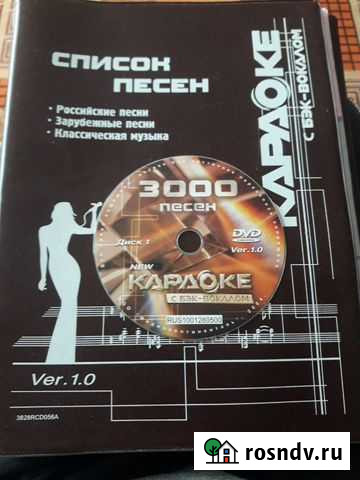 СПИСОК
ПЕСЕН
• Российские песни
• Зарубежные песни
• Классическая музыка
КАРАОКЕ
С БЭК-ВОКАЛОМ
3000
песен
Диск 1
DVD
Ver.1.0
NEW
КАРАОКЕ
С БЭК-ВОКАЛОМ
RUS1001289500
Ver.1.0
3828RCD056A
rosndv.ru